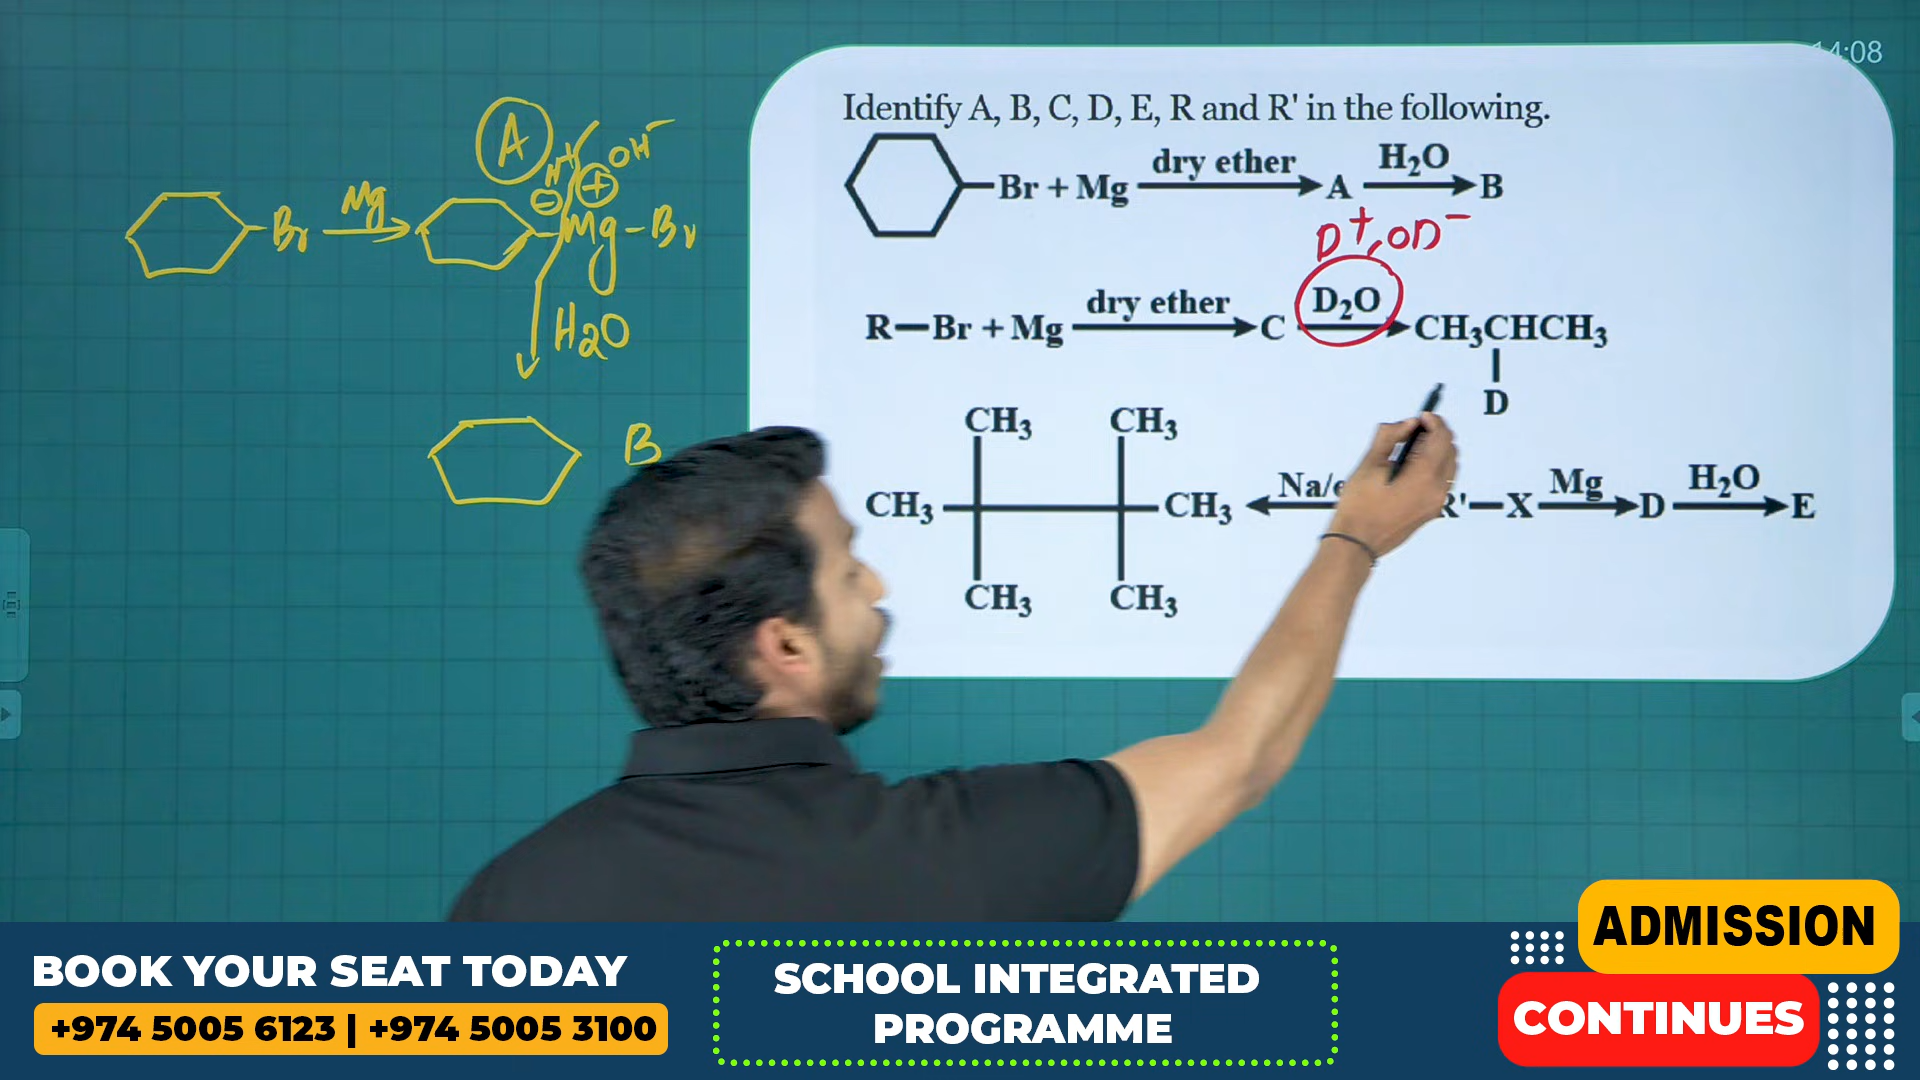 14:08
Identify A, B, C, D, E, R and R' in the following.
Br + Mg dry ether A H₂O B
D⁺, OD⁻
R—Br + Mg dry ether C D₂O CH₃CHCH₃
D
CH₃ CH₃
CH₃ CH₃ Na/e R'—X Mg D H₂O E
CH₃ CH₃
A
H⁺ OH⁻
⊖ ⊕
Br Mg Mg-Br
H₂O
B
BOOK YOUR SEAT TODAY
+974 5005 6123 | +974 5005 3100
SCHOOL INTEGRATED
PROGRAMME
ADMISSION
CONTINUES